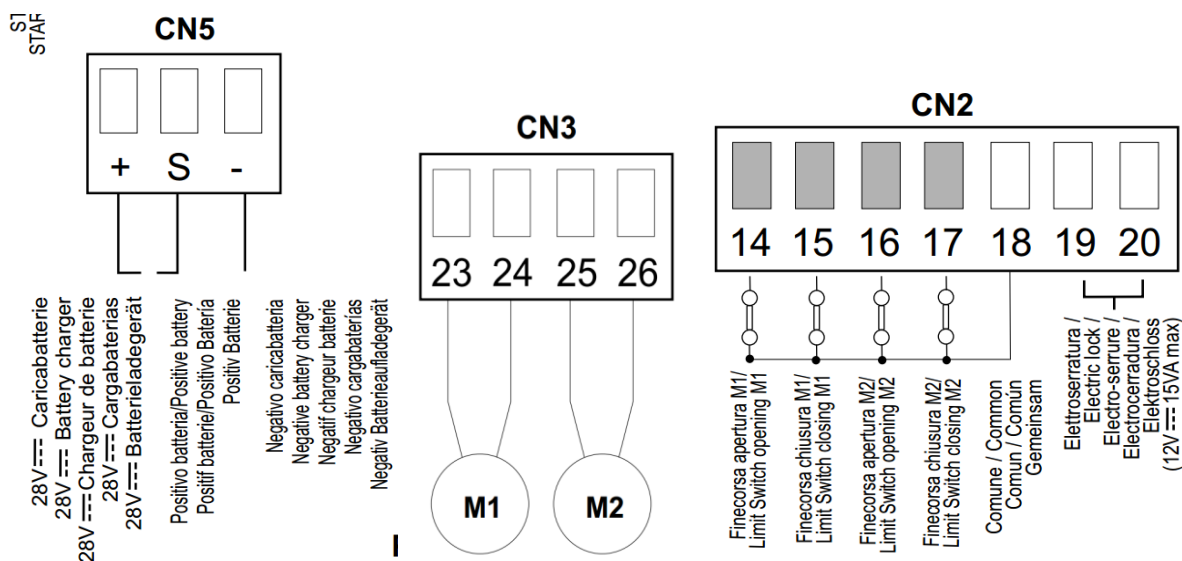 ST
STAR
CN5
+ S -
28V⎓ Caricabatterie
28V⎓ Battery charger
28V⎓Chargeur de batterie
28V⎓Cargabaterias
28V⎓Batterieladegerät
Positivo batteria/Positive battery
Positif batterie/Positivo Batería
Positiv Batterie
Negativo caricabatteria
Negative battery charger
Negatif chargeur batterie
Negativo cargabaterías
Negativ Batterieaufladegerät
CN3
23 24 25 26
M1 M2
CN2
14 15 16 17 18 19 20
Finecorsa apertura M1/
Limit Switch opening M1
Finecorsa chiusura M1/
Limit Switch closing M1
Finecorsa apertura M2/
Limit Switch opening M2
Finecorsa chiusura M2/
Limit Switch closing M2
Comune / Common
Comun / Común
Gemeinsam
Elettroserratura /
Electric lock /
Electro-serrure /
Electrocerradura /
Elektroschloss
(12V⎓ 15VA max)